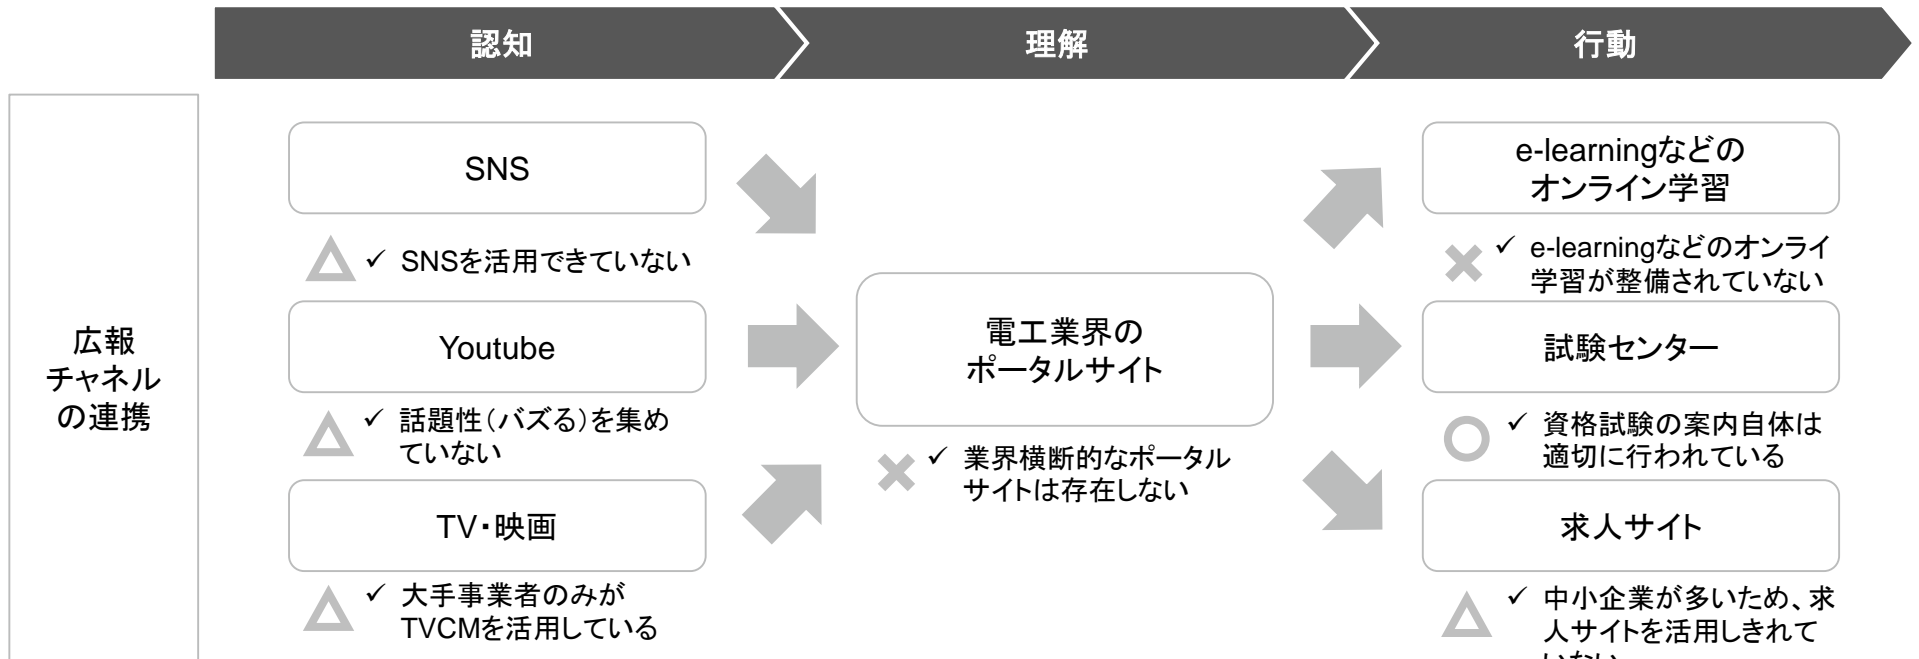 認知
理解
行動
広報
チャネル
の連携
SNS
✓ SNSを活用できていない
Youtube
✓ 話題性(バズる)を集め
ていない
TV・映画
✓ 大手事業者のみが
TVCMを活用している
電工業界の
ポータルサイト
✓ 業界横断的なポータル
サイトは存在しない
e-learningなどの
オンライン学習
✓ e-learningなどのオンライ
学習が整備されていない
試験センター
✓ 資格試験の案内自体は
適切に行われている
求人サイト
✓ 中小企業が多いため、求
人サイトを活用しきれて